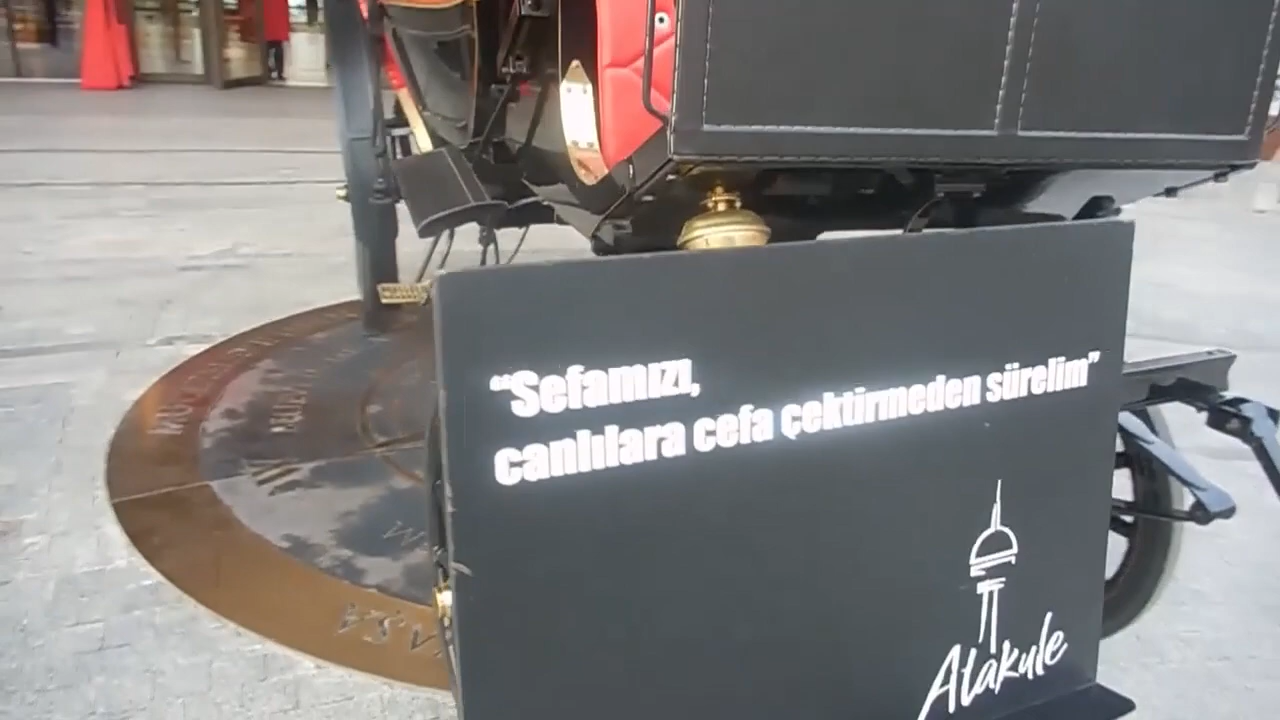 “Sefamızı,
canlılara cefa çektirmeden sürelim”
Atakule